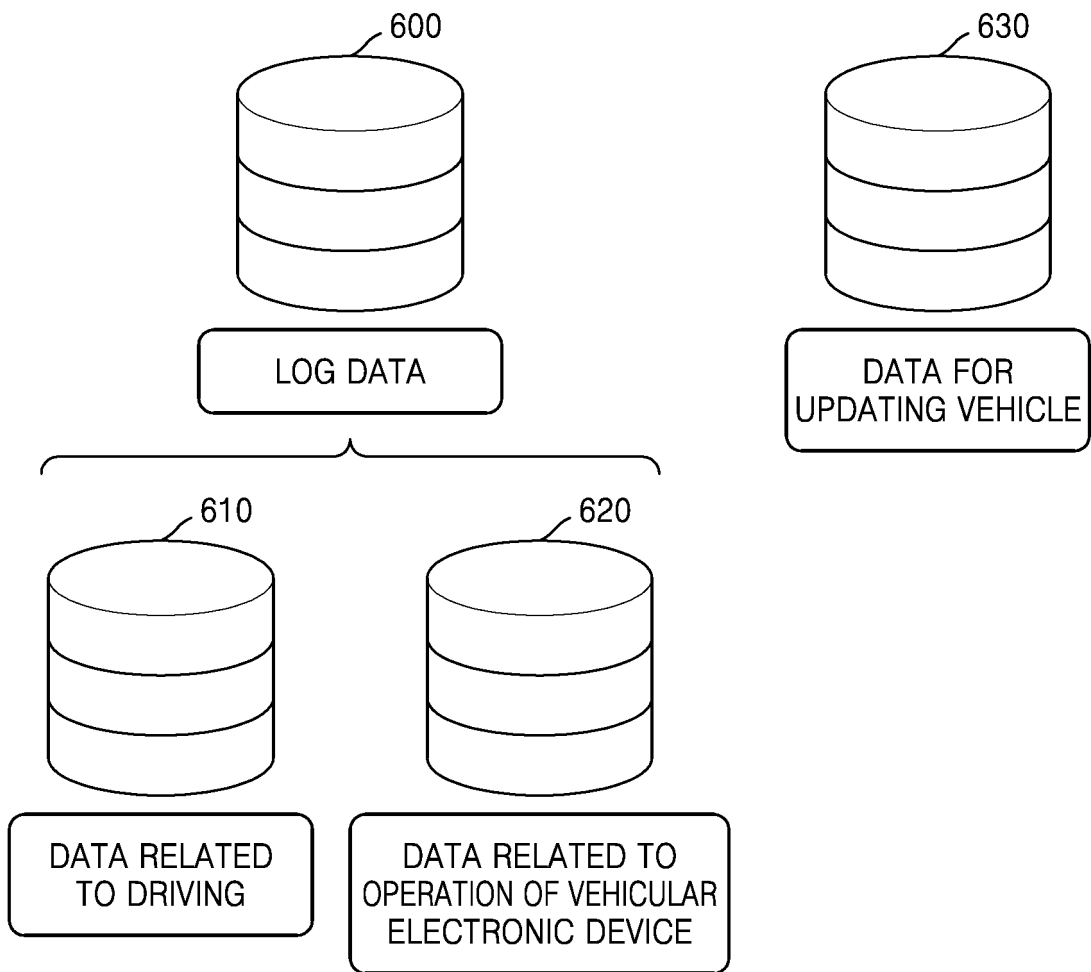 600
630
LOG DATA
DATA FOR
UPDATING VEHICLE
610
620
DATA RELATED
TO DRIVING
DATA RELATED TO
OPERATION OF VEHICULAR
ELECTRONIC DEVICE